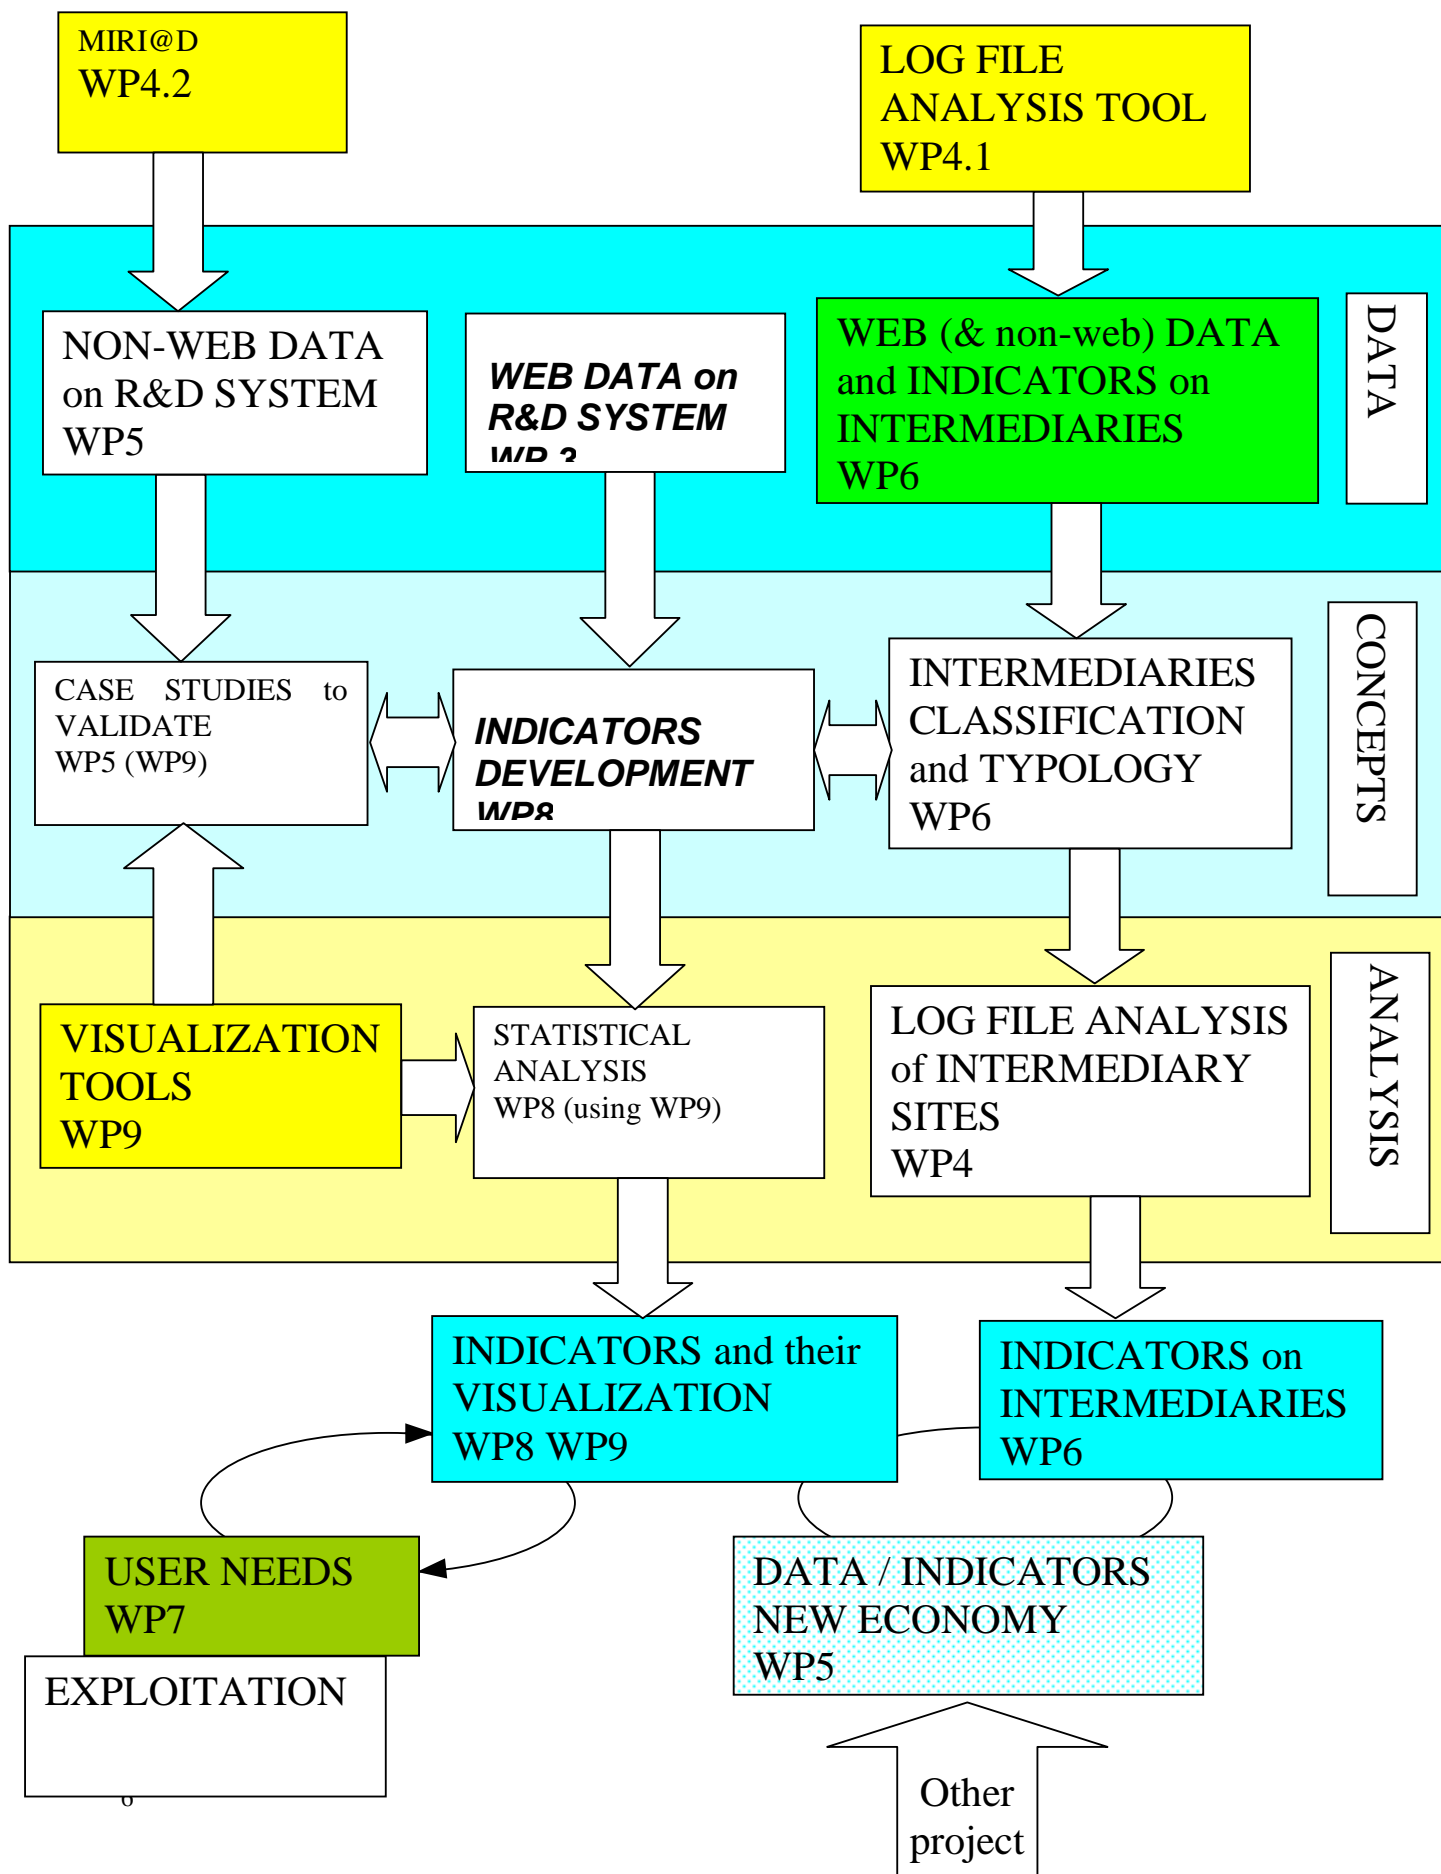 MIRI@D
WP4.2
LOG FILE
ANALYSIS TOOL
WP4.1
NON-WEB DATA
on R&D SYSTEM
WP5
WEB DATA on
R&D SYSTEM
WP 3
WEB (& non-web) DATA
and INDICATORS on
INTERMEDIARIES
WP6
DATA
CASE STUDIES to
VALIDATE
WP5 (WP9)
INDICATORS
DEVELOPMENT
WP8
INTERMEDIARIES
CLASSIFICATION
and TYPOLOGY
WP6
CONCEPTS
VISUALIZATION
TOOLS
WP9
STATISTICAL
ANALYSIS
WP8 (using WP9)
LOG FILE ANALYSIS
of INTERMEDIARY
SITES
WP4
ANALYSIS
INDICATORS and their
VISUALIZATION
WP8 WP9
INDICATORS on
INTERMEDIARIES
WP6
USER NEEDS
WP7
DATA / INDICATORS
NEW ECONOMY
WP5
EXPLOITATION
Other
project